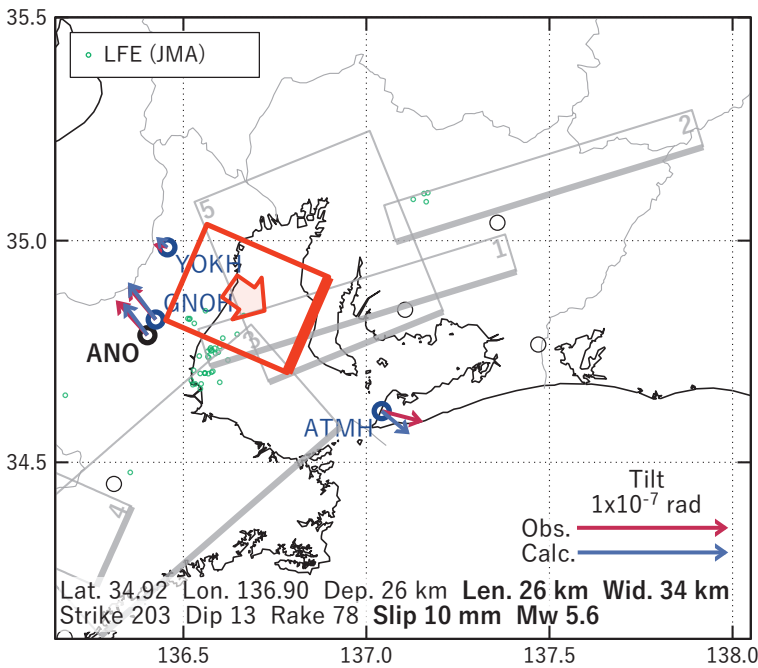 35.5
LFE (JMA)
2
5
35.0
YOKH
1
GNOH
ANO
3
ATMH
34.5
Tilt
1x10⁻⁷ rad
4
Obs.
Calc.
Lat. 34.92 Lon. 136.90 Dep. 26 km Len. 26 km Wid. 34 km
Strike 203 Dip 13 Rake 78 Slip 10 mm Mw 5.6
136.5 137.0 137.5 138.0